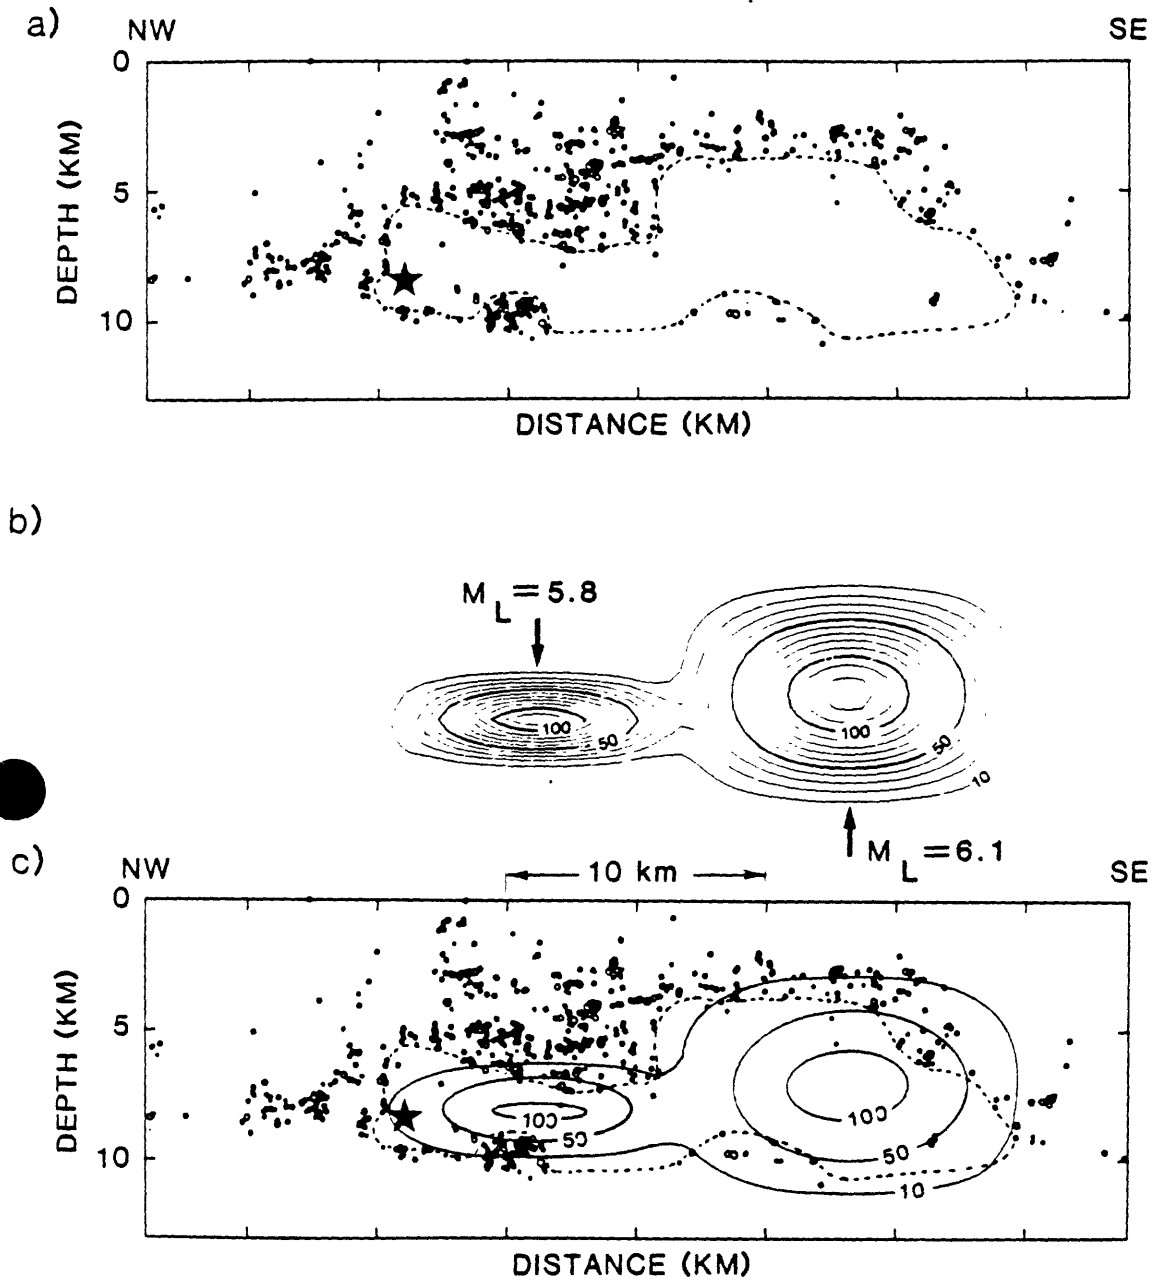 a)
NW
SE
0
5
10
DEPTH (KM)
DISTANCE (KM)
b)
M L = 5.8
100
50
100
50
10
M L = 6.1
c)
NW
10 km
SE
0
5
10
DEPTH (KM)
100
50
100
50
10
DISTANCE (KM)